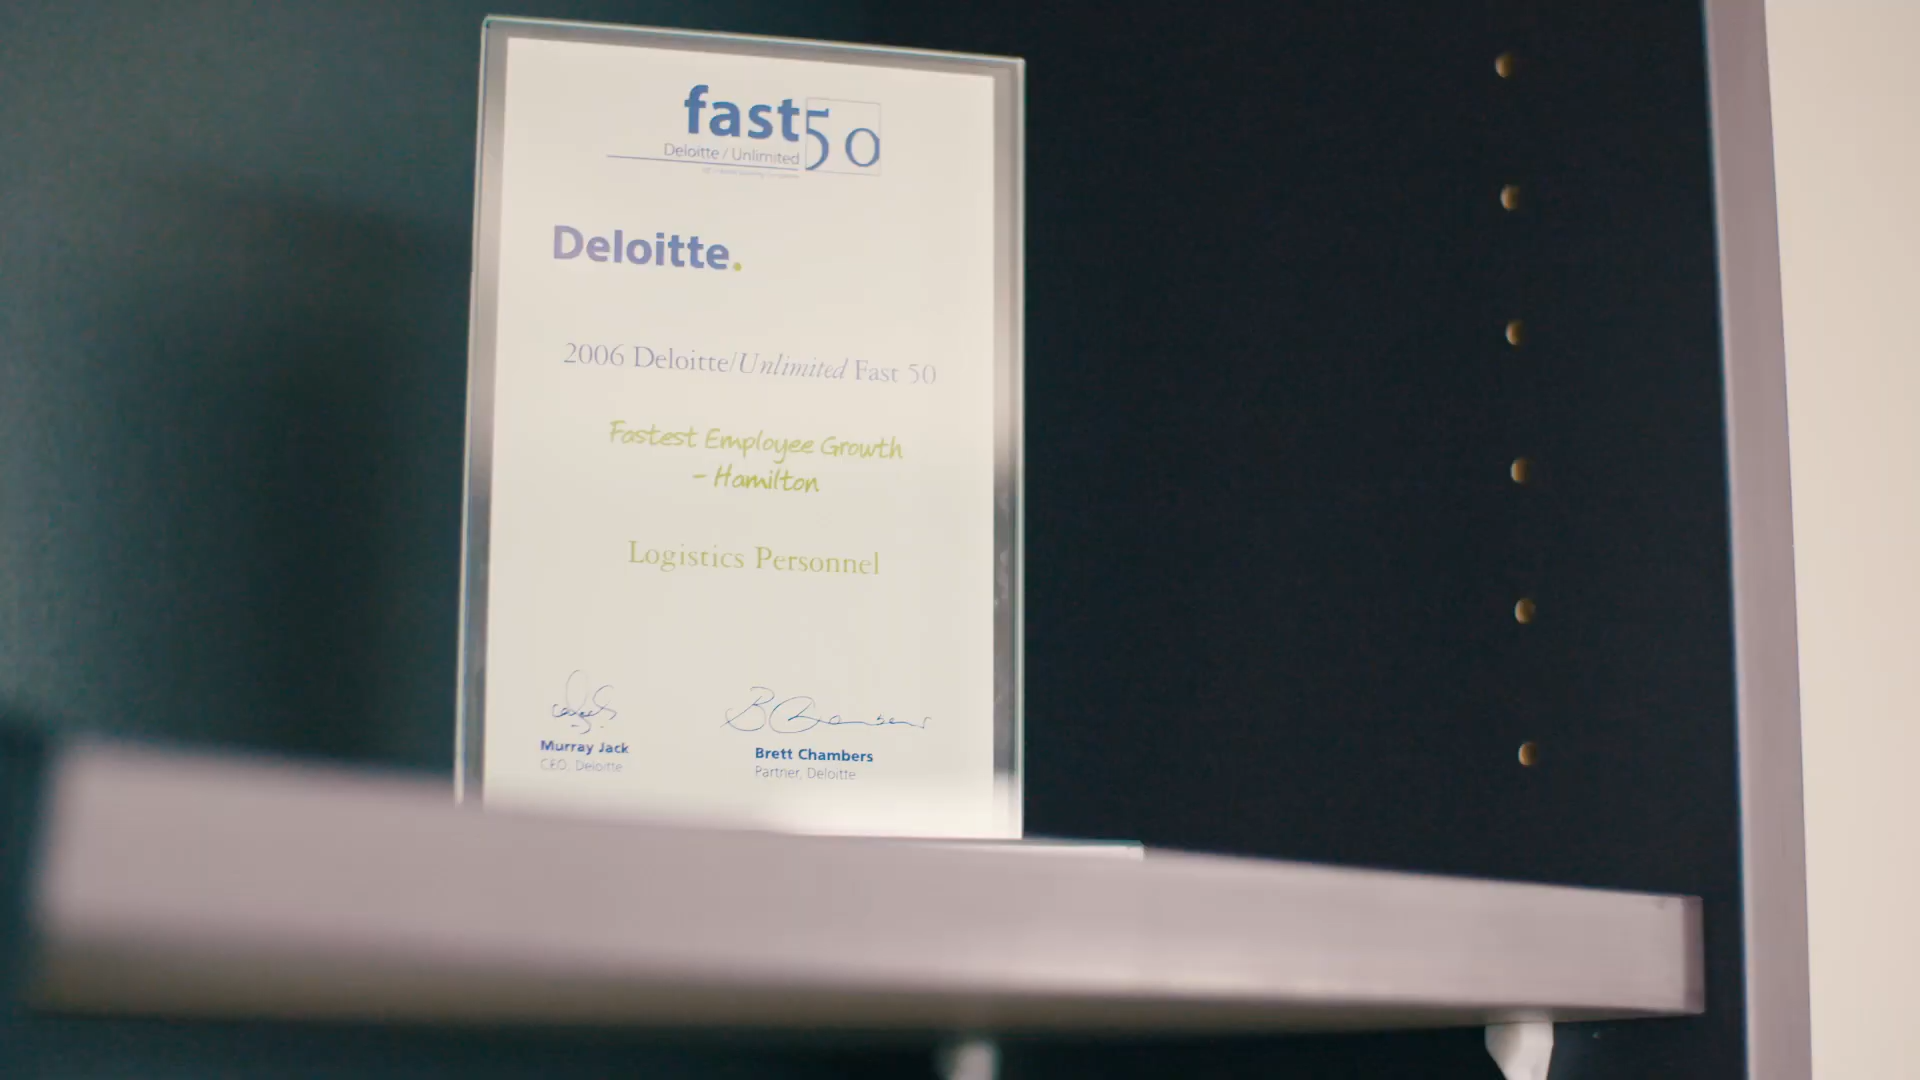 fast50
Deloitte / Unlimited
Deloitte.
2006 Deloitte/Unlimited Fast 50
Fastest Employee Growth
- Hamilton
Logistics Personnel
B Chambers
Murray Jack
CEO, Deloitte
Brett Chambers
Partner, Deloitte